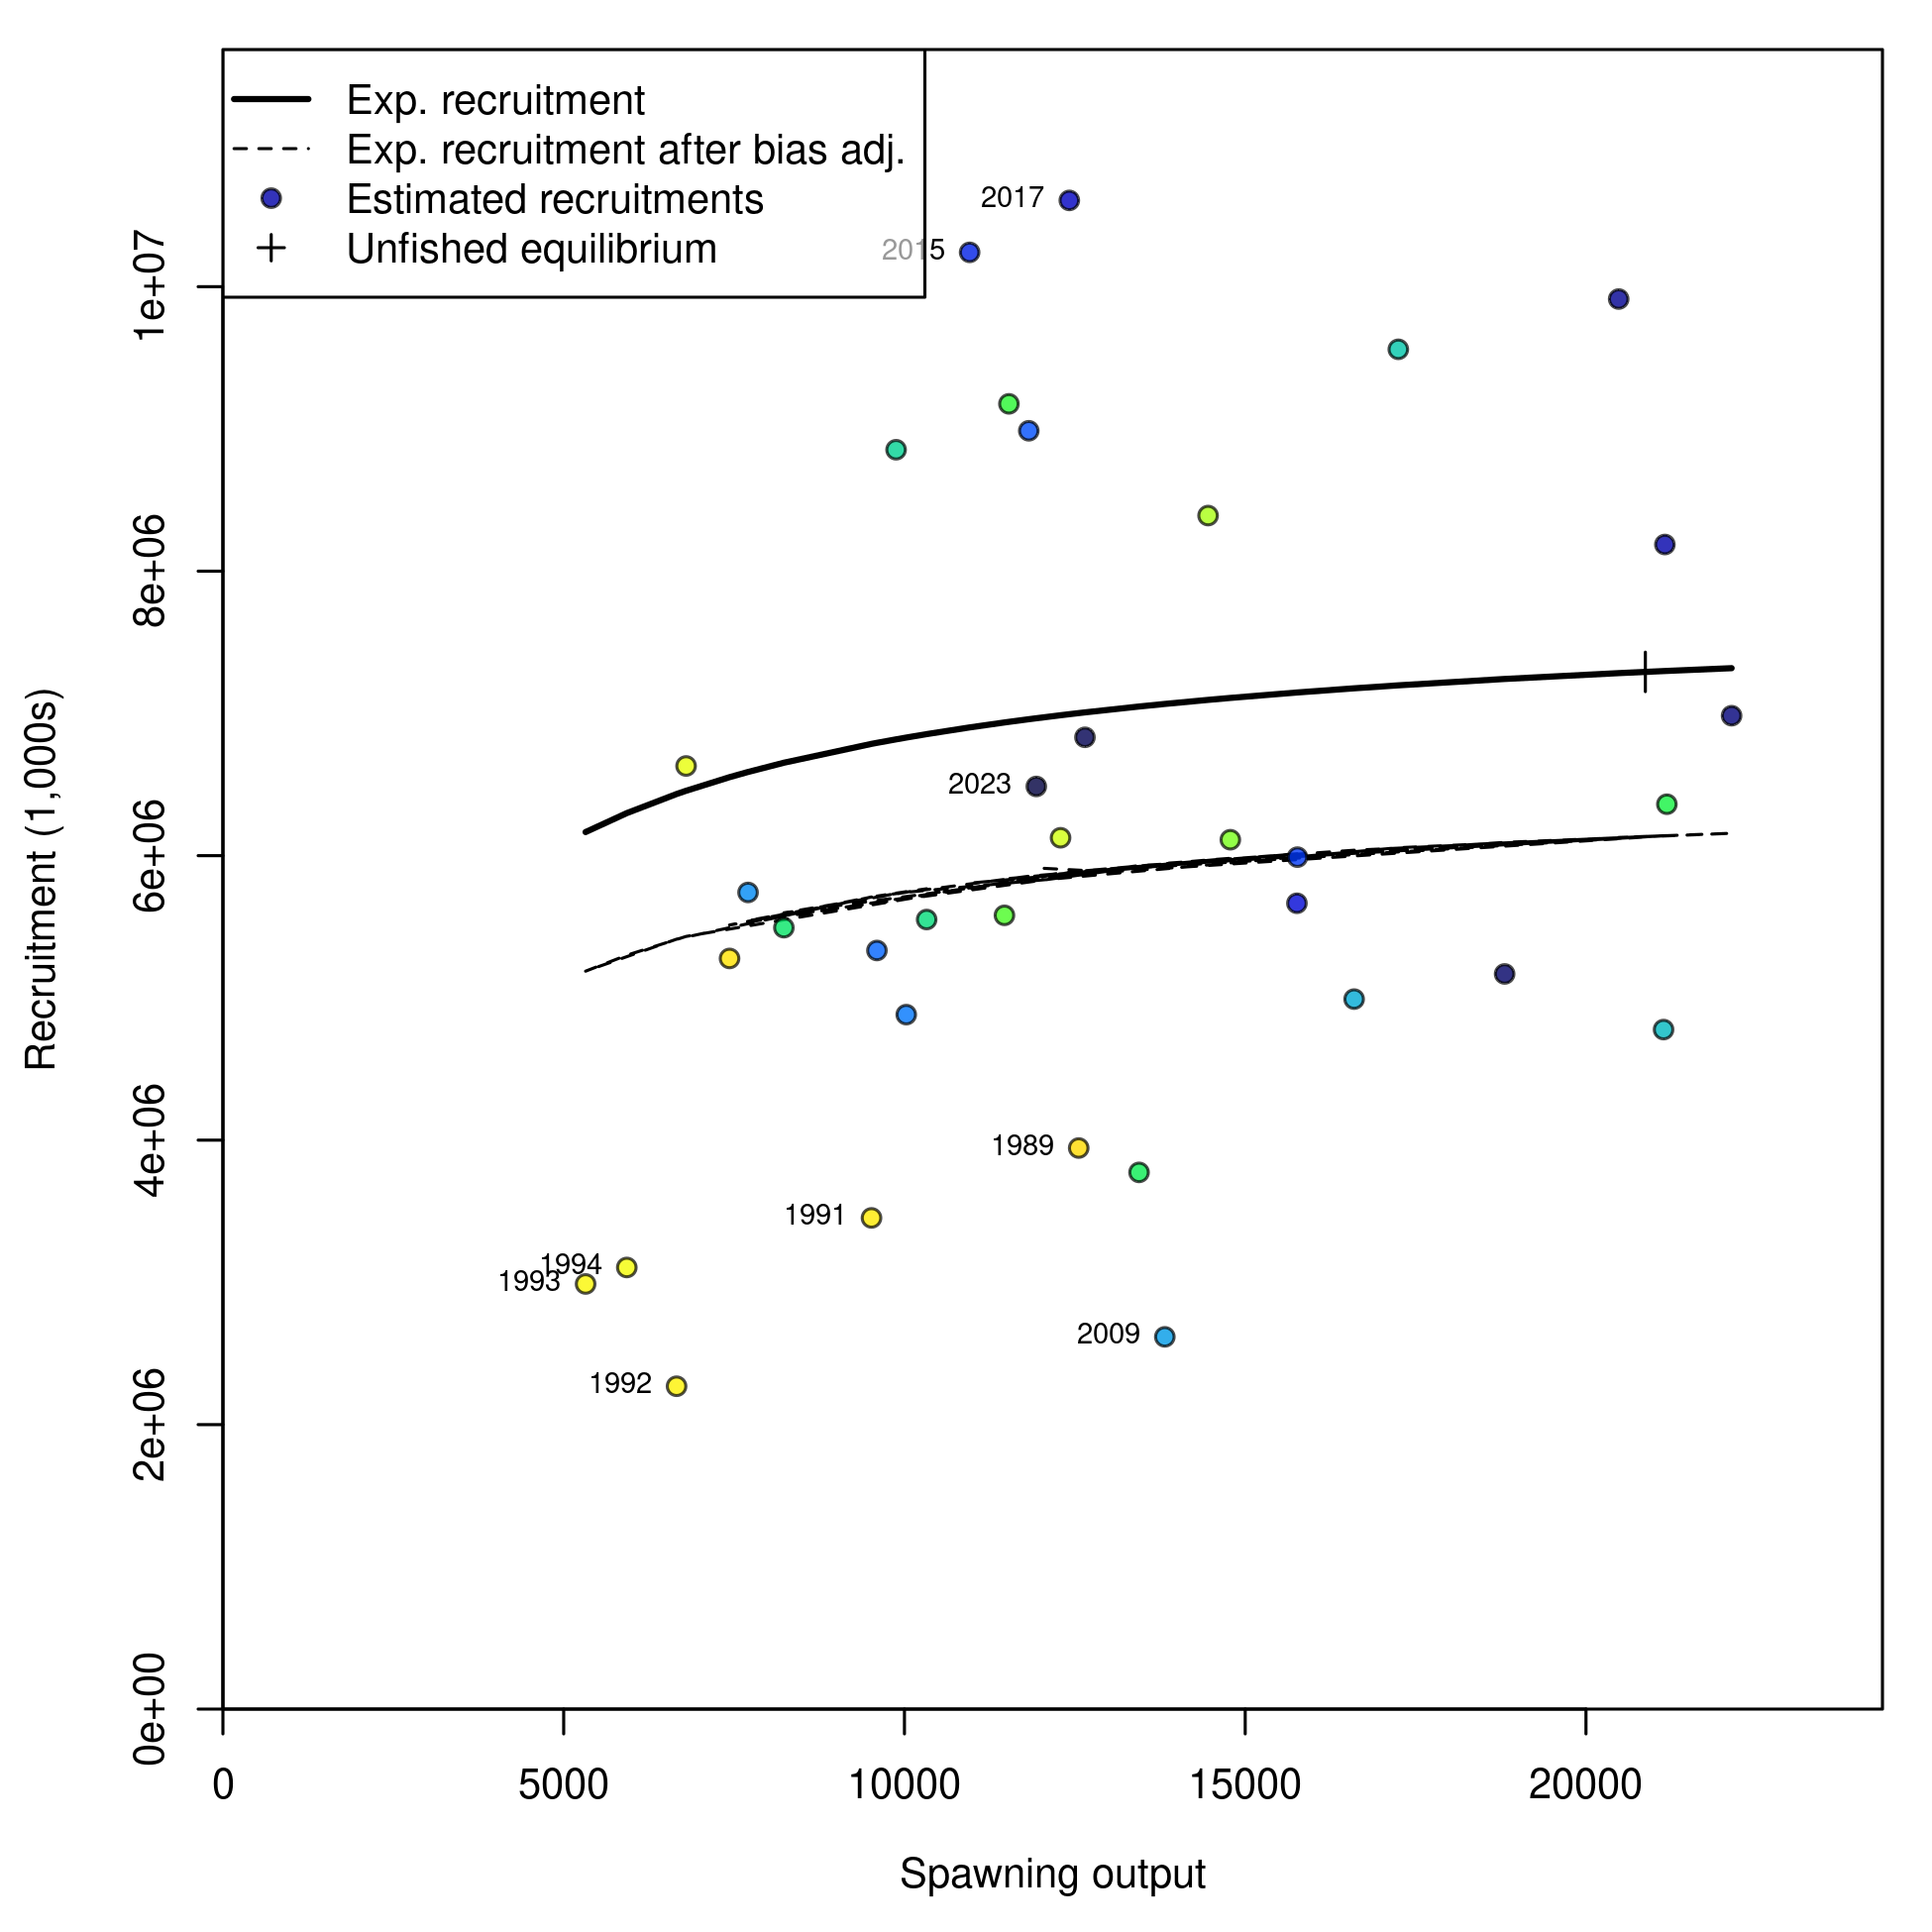 Exp. recruitment
Exp. recruitment after bias adj.
Estimated recruitments
Unfished equilibrium
2017
2015
2023
1989
1991
1994
1993
2009
1992
Recruitment (1,000s)
1e+07
8e+06
6e+06
4e+06
2e+06
0e+00
0 5000 10000 15000 20000
Spawning output